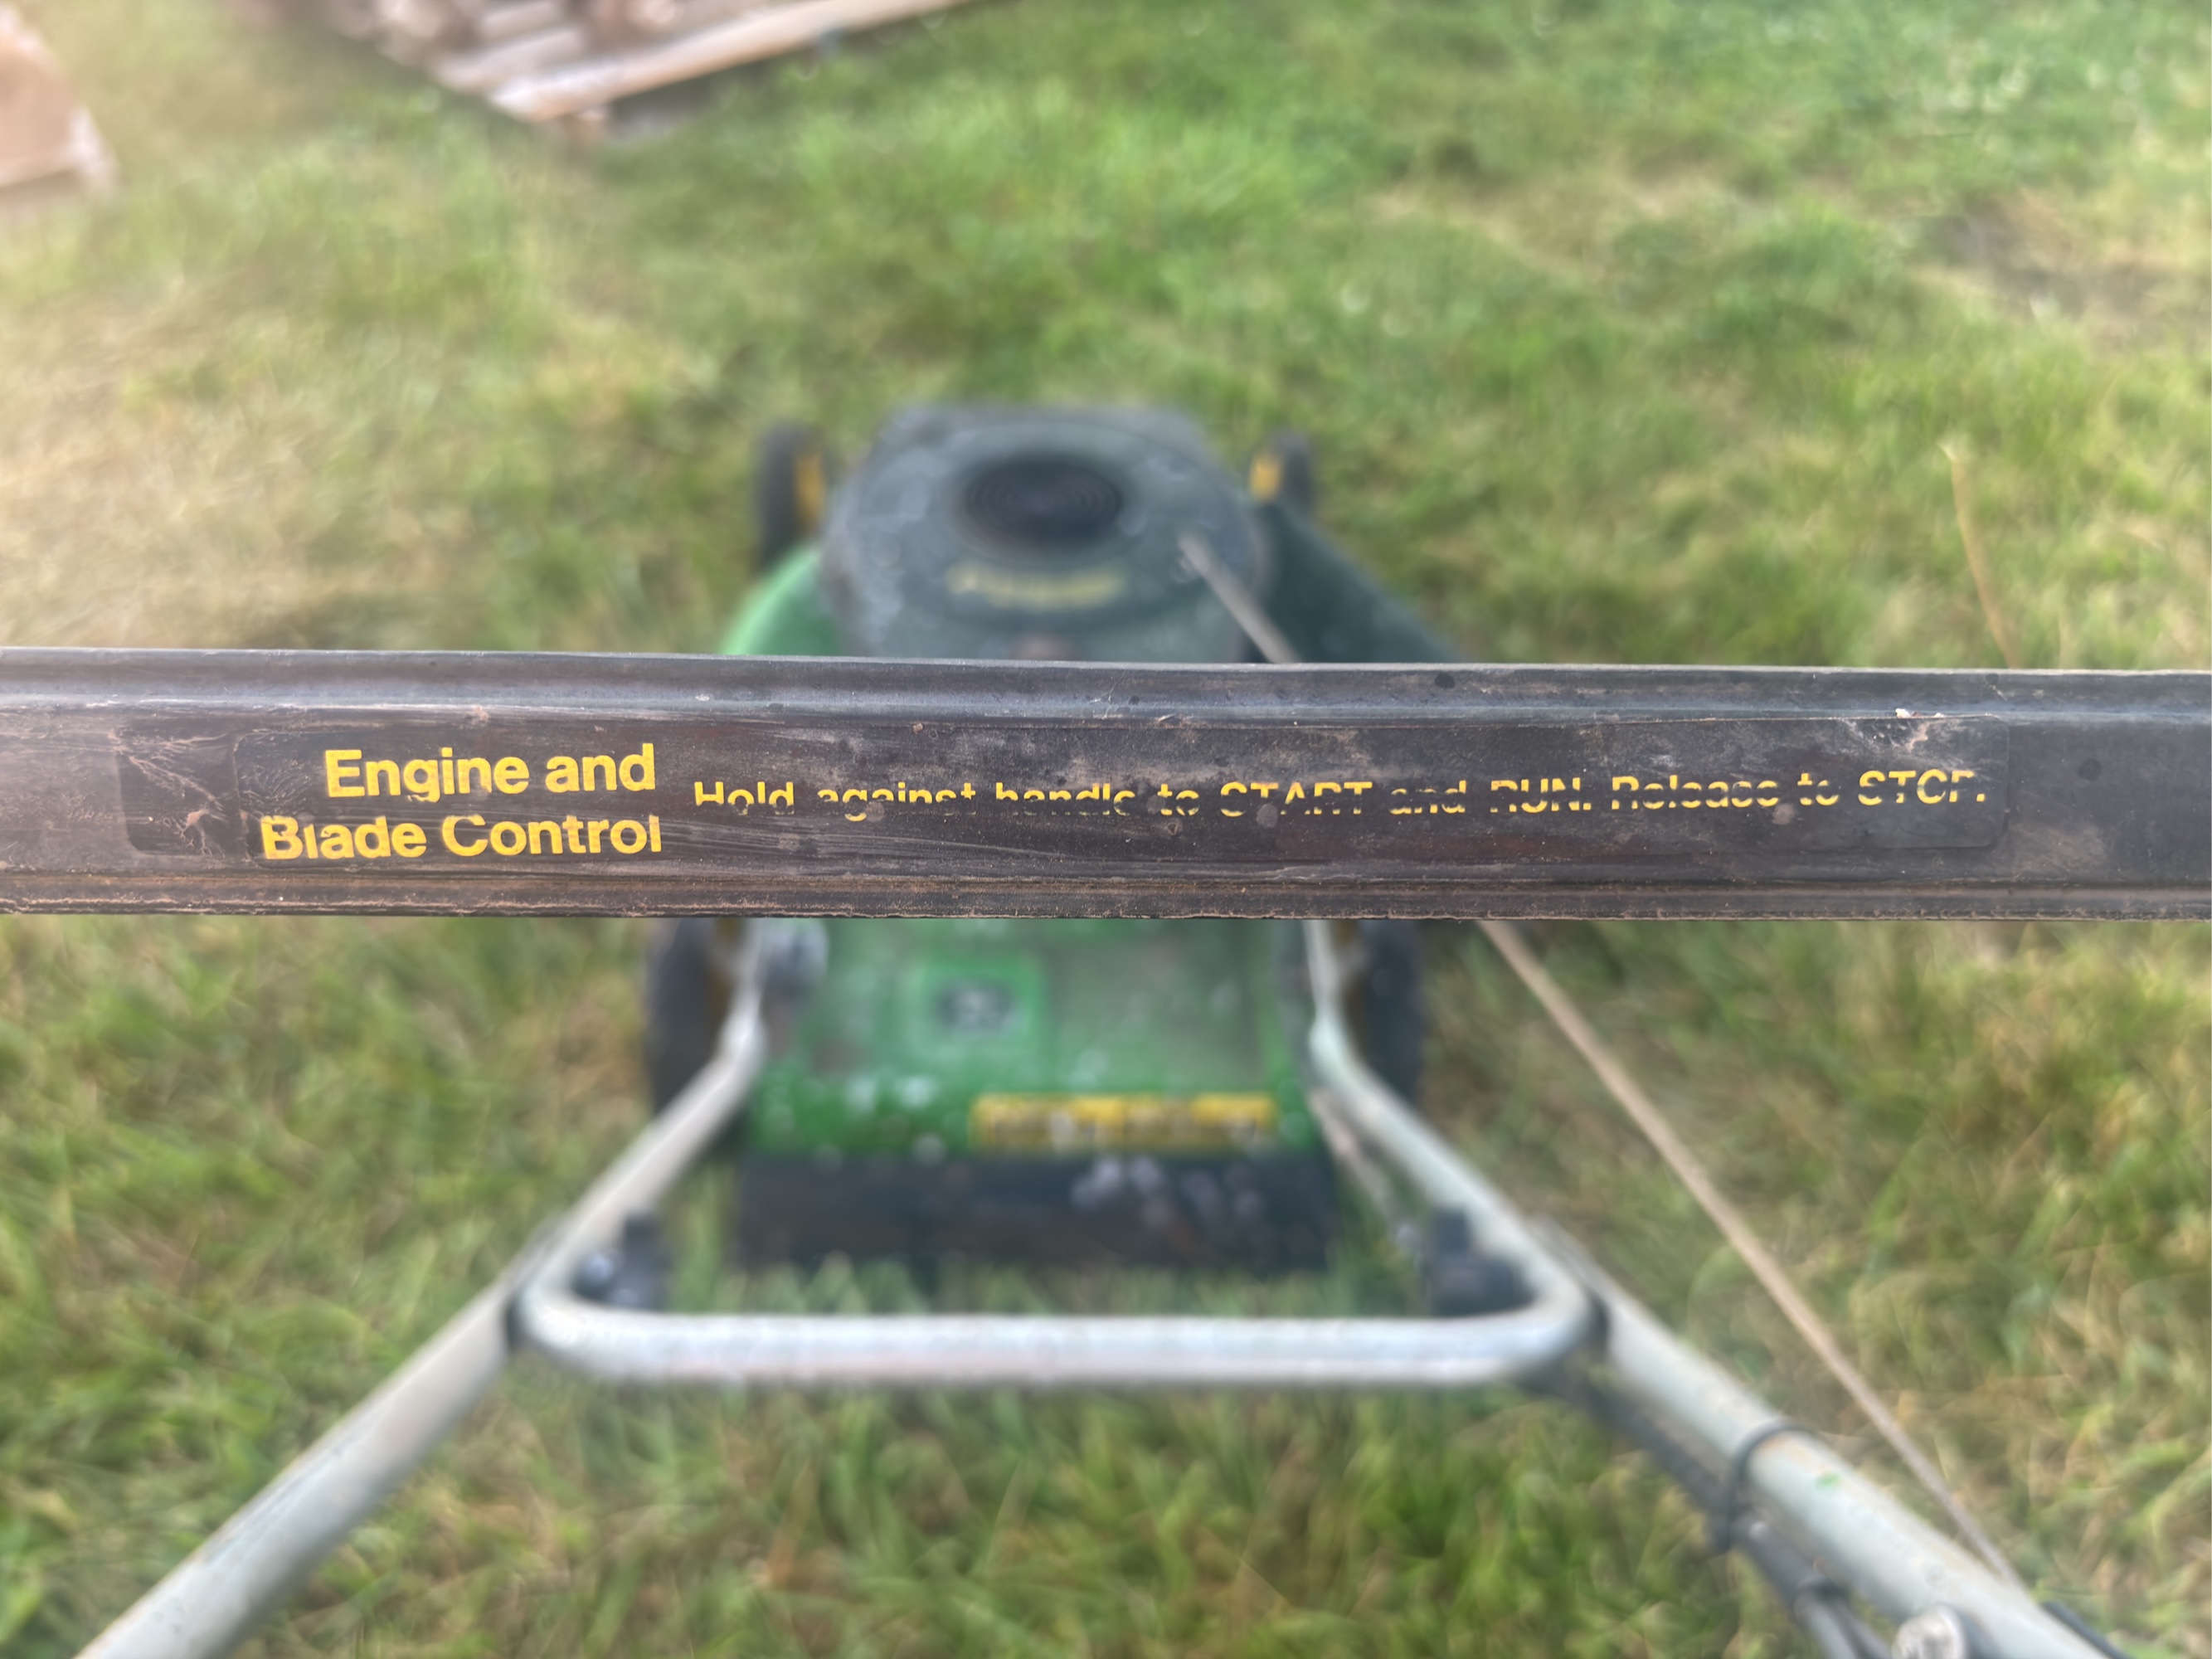 Engine and
Blade Control
Hold against handle to START and RUN. Release to STOP.